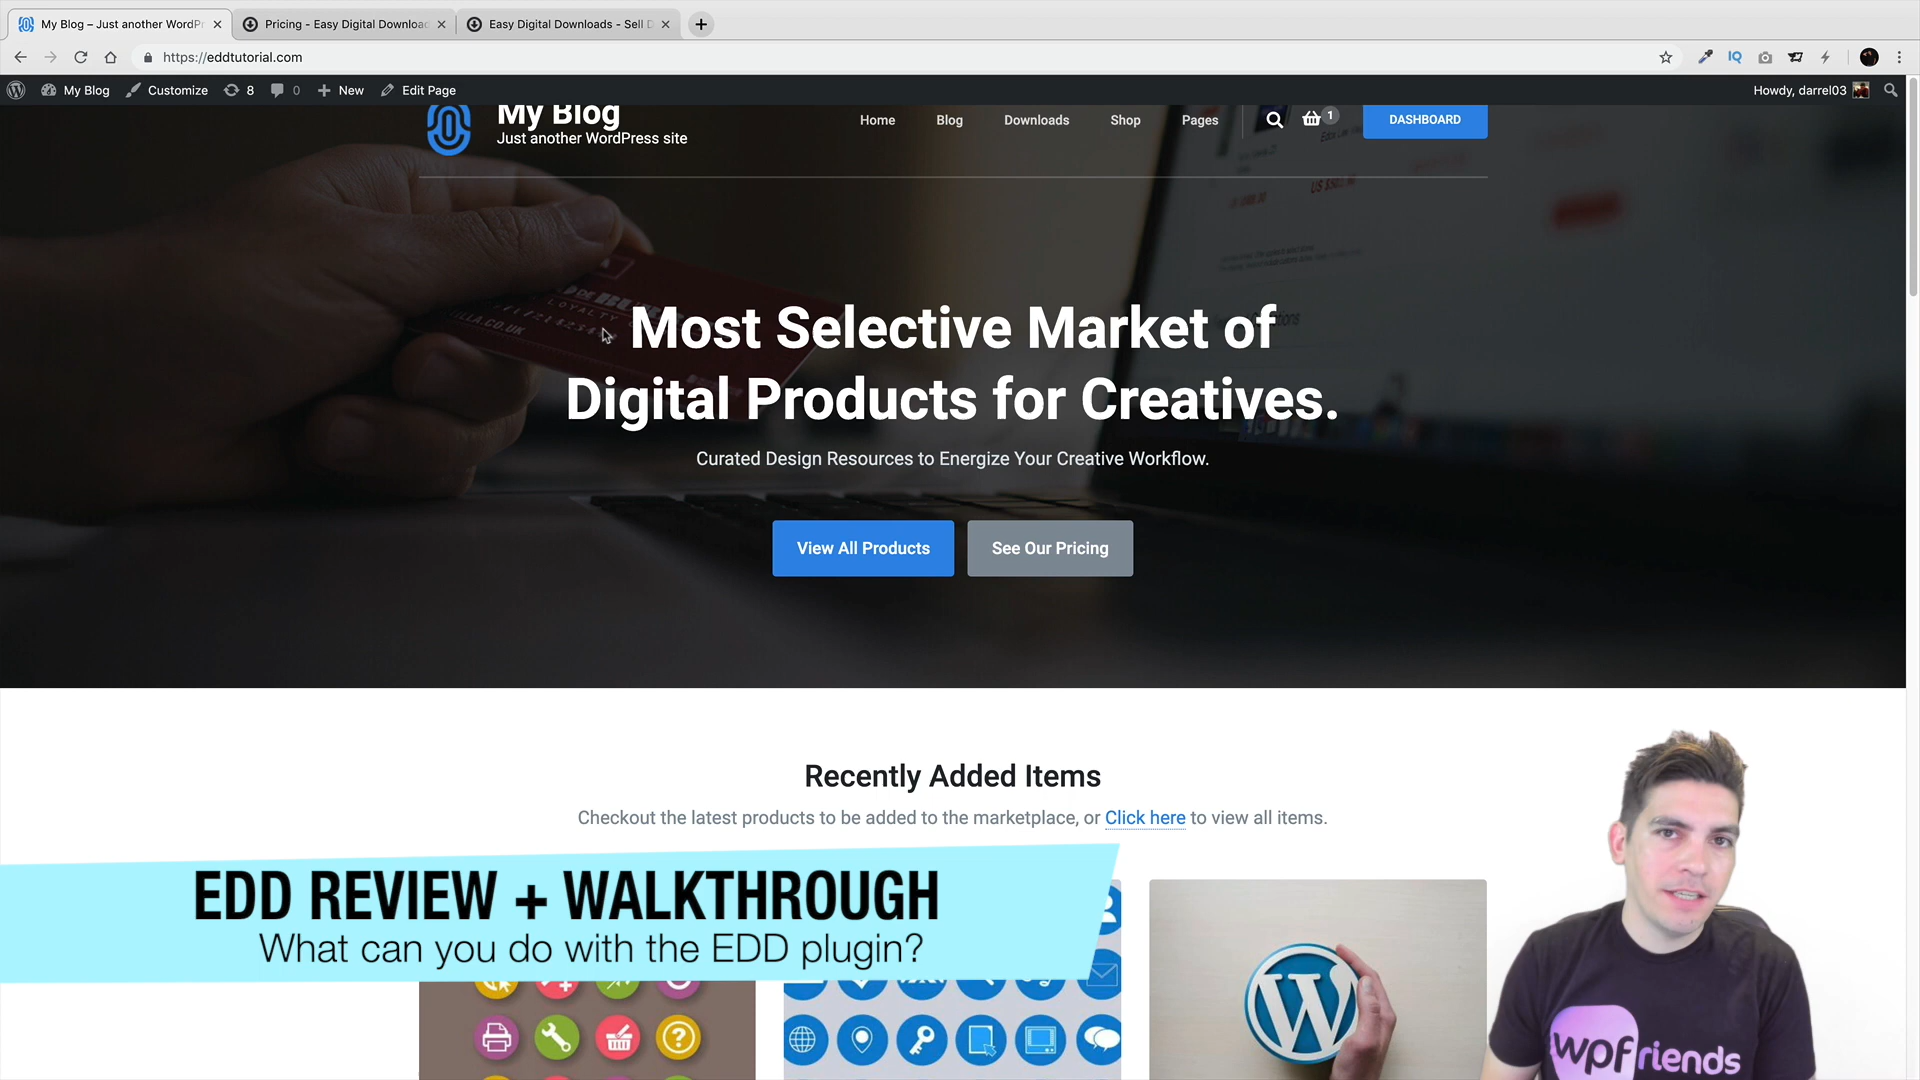 My Blog – Just another WordPr
Pricing - Easy Digital Downloa
Easy Digital Downloads - Sell D
https://eddtutorial.com
IQ
My Blog
Customize
8
0
New
Edit Page
Howdy, darrel03
My Blog
Just another WordPress site
Home
Blog
Downloads
Shop
Pages
1
DASHBOARD
LOYALTY
Most Selective Market of
Digital Products for Creatives.
Curated Design Resources to Energize Your Creative Workflow.
View All Products
See Our Pricing
Recently Added Items
Checkout the latest products to be added to the marketplace, or Click here to view all items.
EDD REVIEW + WALKTHROUGH
What can you do with the EDD plugin?
wpfriends